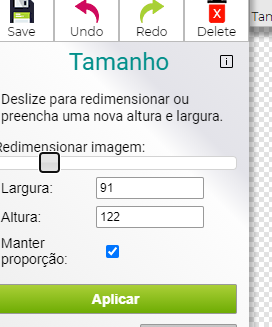 Save Undo Redo Delete
Tan
Tamanho
Deslize para redimensionar ou
preencha uma nova altura e largura.
Redimensionar imagem:
Largura: 91
Altura: 122
Manter
proporção:
Aplicar